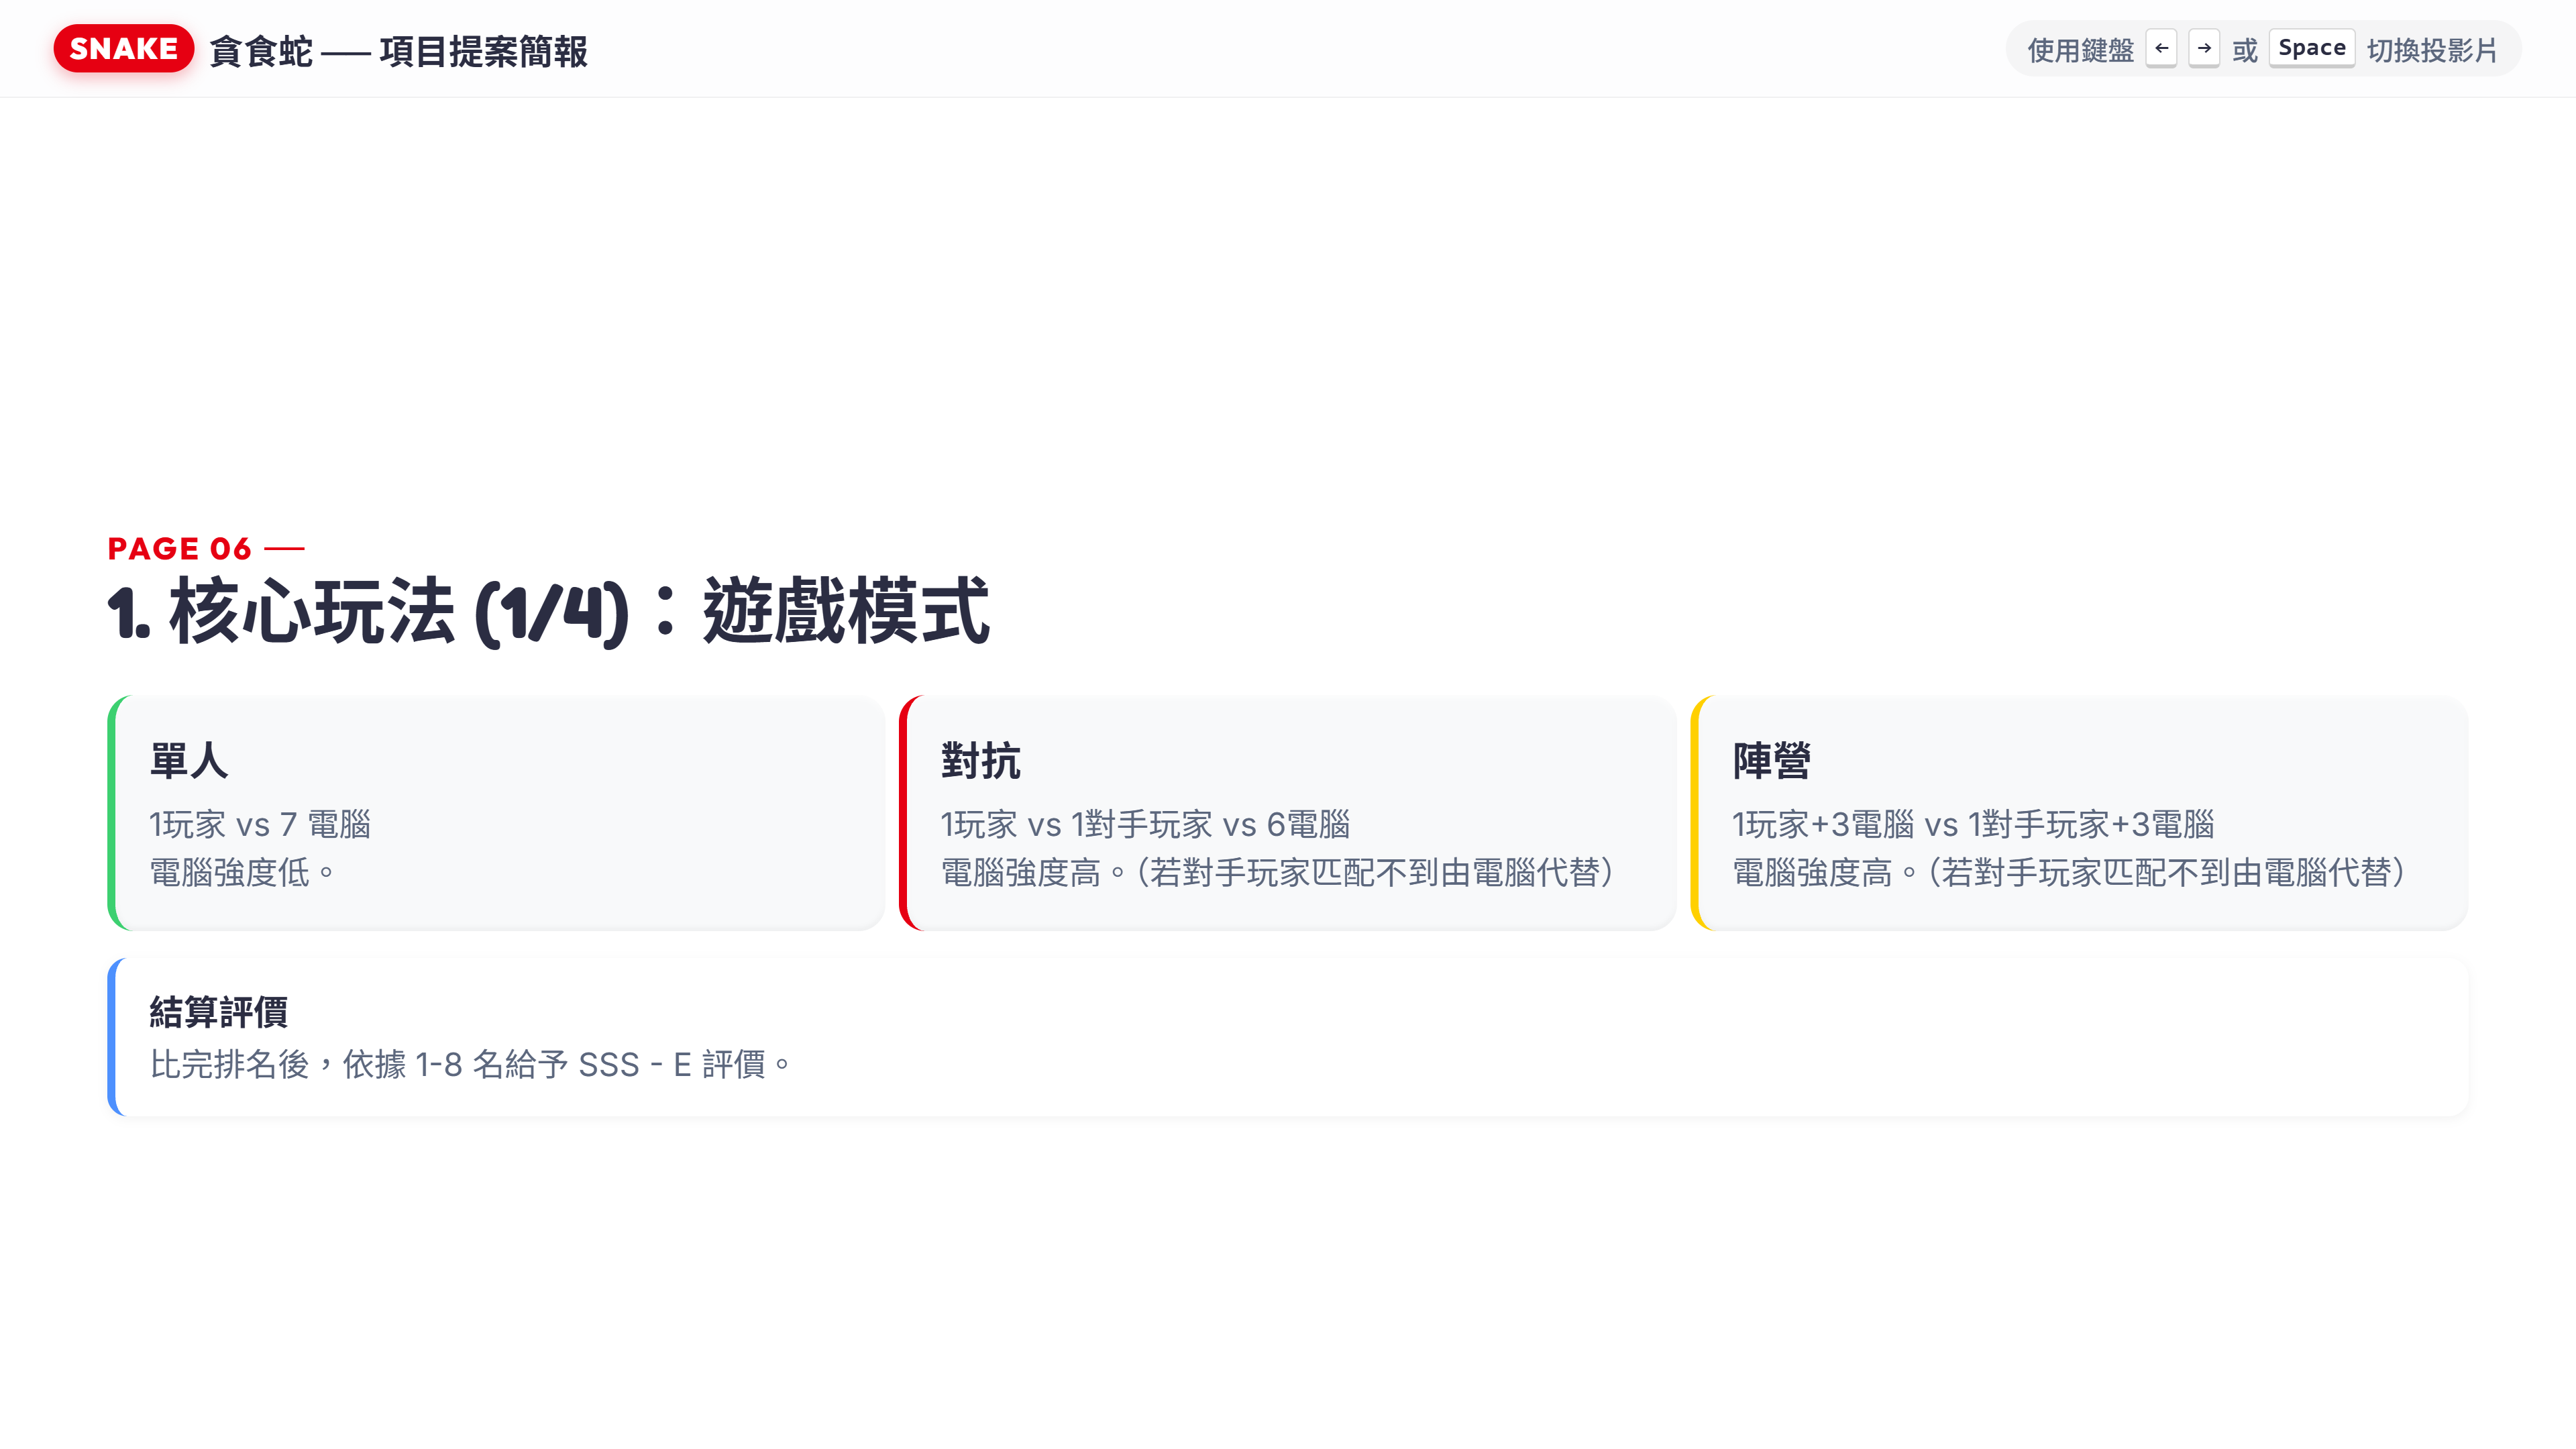 SNAKE 貪食蛇 —— 項目提案簡報
使用鍵盤 ← → 或 Space 切換投影片
PAGE 06 —
1. 核心玩法 (1/4)：遊戲模式
單人
1玩家 vs 7 電腦
電腦強度低。
對抗
1玩家 vs 1對手玩家 vs 6電腦
電腦強度高。（若對手玩家匹配不到由電腦代替）
陣營
1玩家+3電腦 vs 1對手玩家+3電腦
電腦強度高。（若對手玩家匹配不到由電腦代替）
結算評價
比完排名後，依據 1-8 名給予 SSS - E 評價。